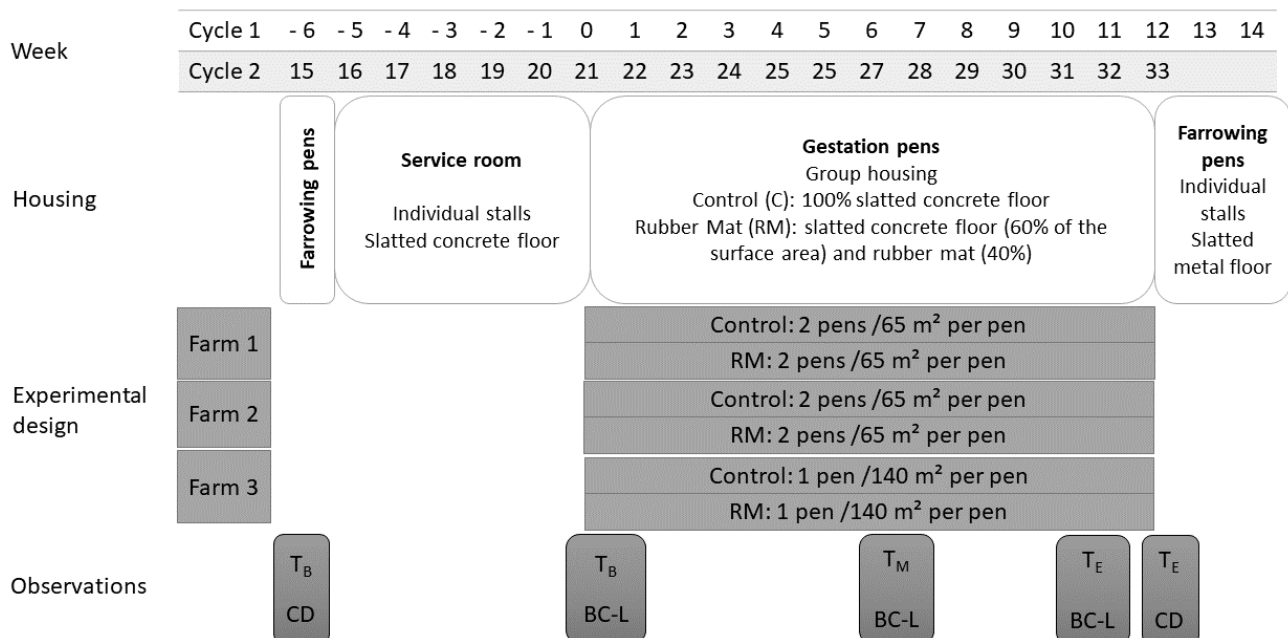 Week
Cycle 1 - 6 - 5 - 4 - 3 - 2 - 1 0 1 2 3 4 5 6 7 8 9 10 11 12 13 14
Cycle 2 15 16 17 18 19 20 21 22 23 24 25 25 27 28 29 30 31 32 33
Housing
Farrowing pens
Service room
Individual stalls
Slatted concrete floor
Gestation pens
Group housing
Control (C): 100% slatted concrete floor
Rubber Mat (RM): slatted concrete floor (60% of the
surface area) and rubber mat (40%)
Farrowing
pens
Individual
stalls
Slatted
metal floor
Experimental
design
Farm 1
Control: 2 pens /65 m² per pen
RM: 2 pens /65 m² per pen
Farm 2
Control: 2 pens /65 m² per pen
RM: 2 pens /65 m² per pen
Farm 3
Control: 1 pen /140 m² per pen
RM: 1 pen /140 m² per pen
Observations
T_B
CD
T_B
BC-L
T_M
BC-L
T_E
BC-L
T_E
CD